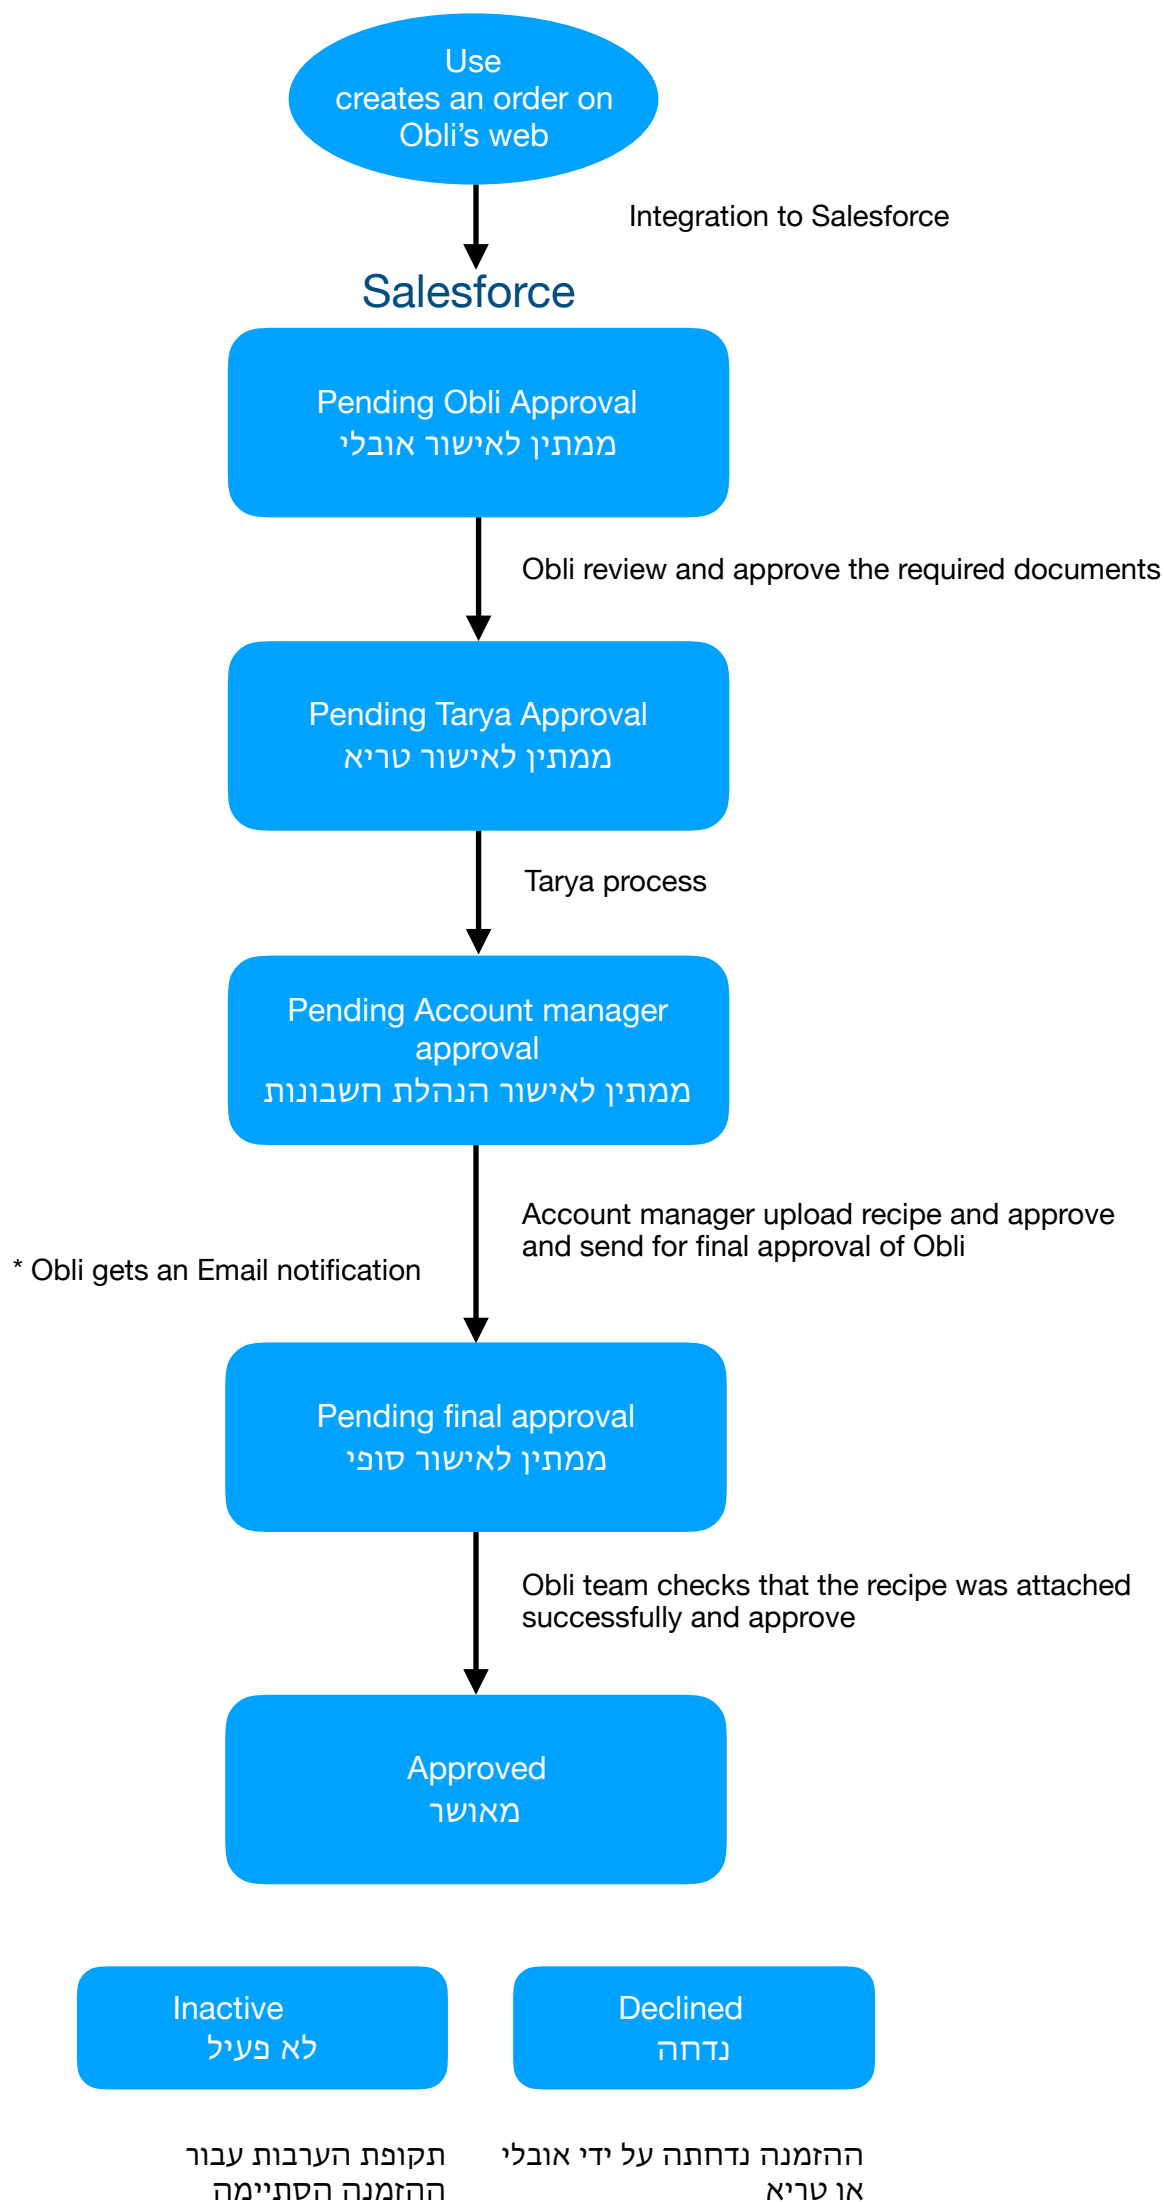 Use
creates an order on
Obli’s web
Integration to Salesforce
Salesforce
Pending Obli Approval
ממתין לאישור אובלי
Obli review and approve the required documents
Pending Tarya Approval
ממתין לאישור טריא
Tarya process
Pending Account manager
approval
ממתין לאישור הנהלת חשבונות
Account manager upload recipe and approve
and send for final approval of Obli
* Obli gets an Email notification
Pending final approval
ממתין לאישור סופי
Obli team checks that the recipe was attached
successfully and approve
Approved
מאושר
Inactive
לא פעיל
Declined
נדחה
תקופת הערבות עבור
ההזמנה הסתיימה
ההזמנה נדחתה על ידי אובלי
או טריא